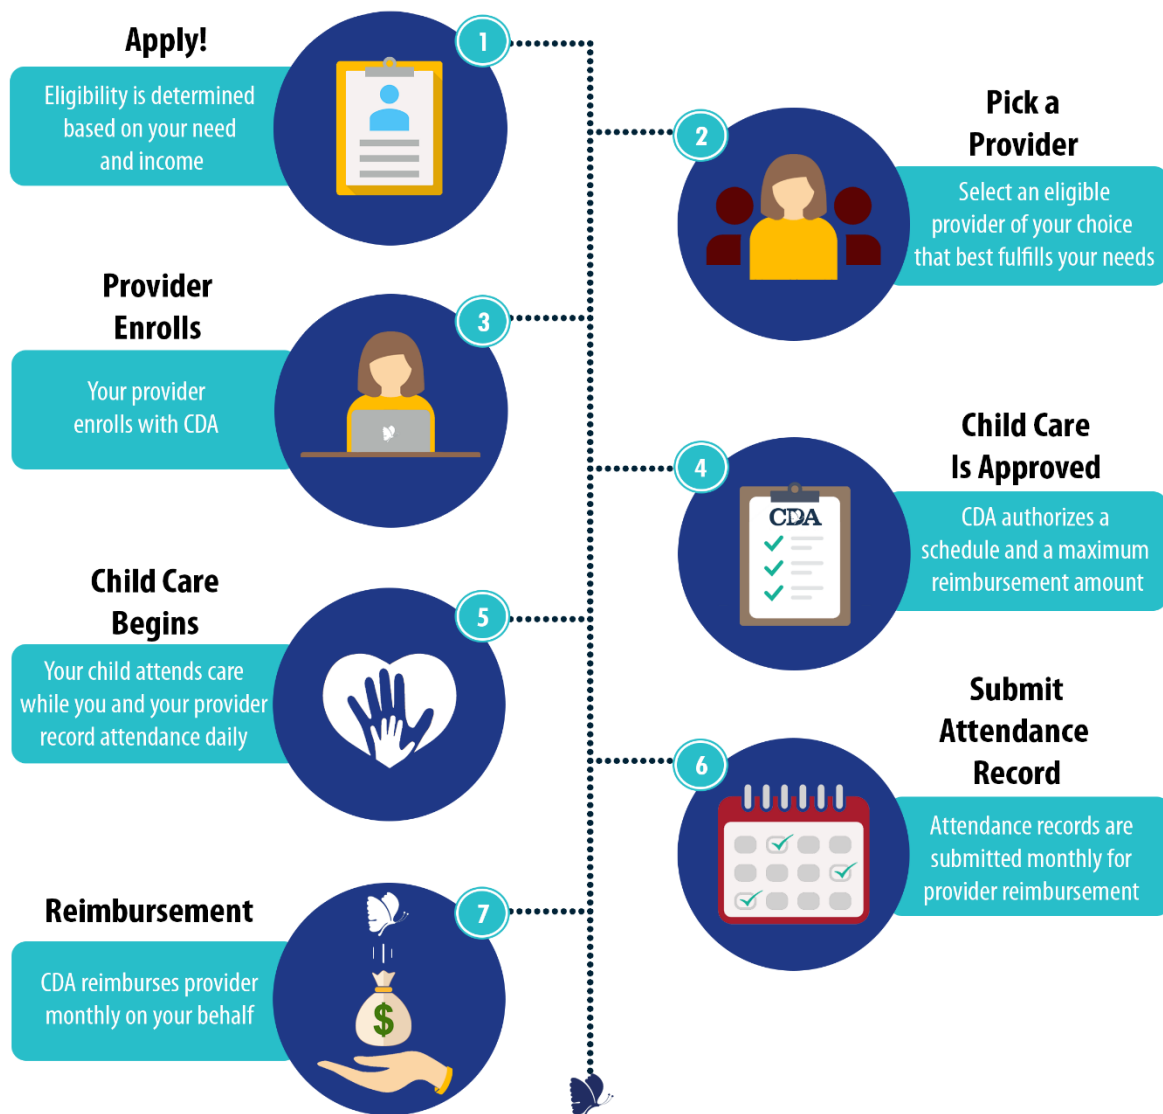 Apply!
1
Eligibility is determined
based on your need
and income
Pick a
Provider
2
Select an eligible
provider of your choice
that best fulfills your needs
Provider
Enrolls
3
Your provider
enrolls with CDA
Child Care
Is Approved
4
CDA
CDA authorizes a
schedule and a maximum
reimbursement amount
Child Care
Begins
5
Your child attends care
while you and your provider
record attendance daily
Submit
Attendance
Record
6
Attendance records are
submitted monthly for
provider reimbursement
Reimbursement
7
CDA reimburses provider
monthly on your behalf
$